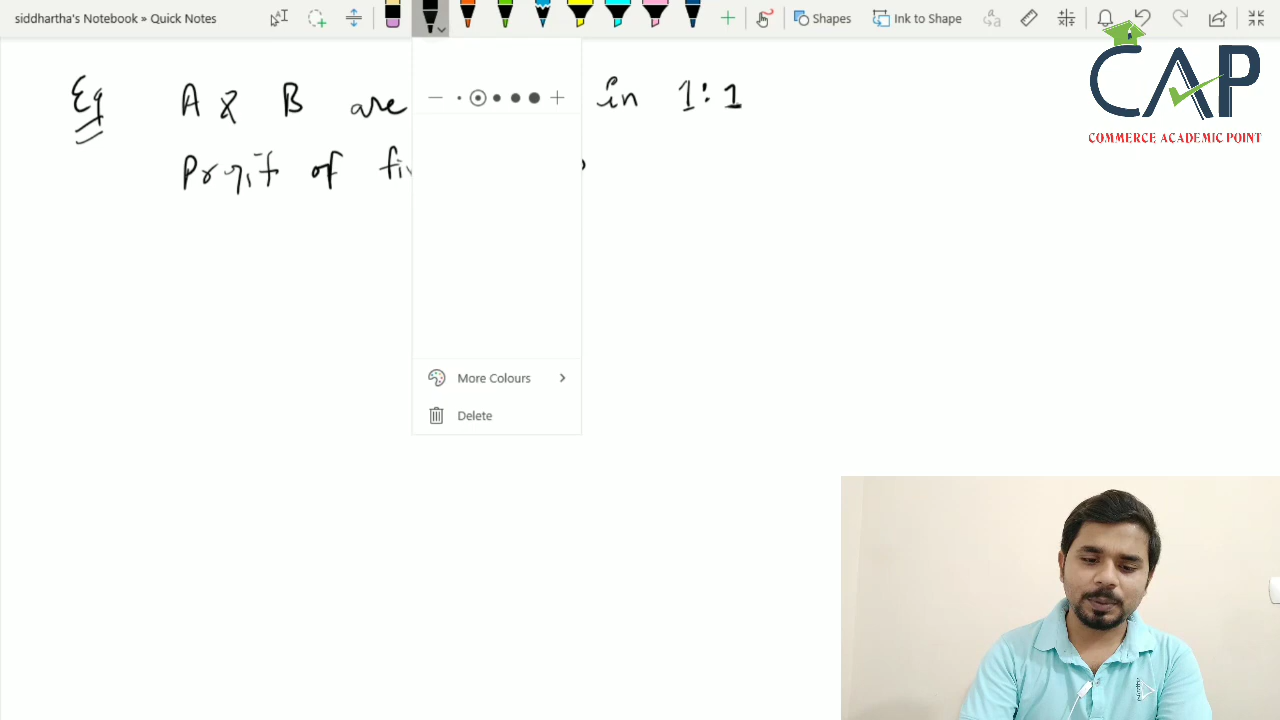 siddhartha's Notebook » Quick Notes
Shapes
Ink to Shape
CAP
COMMERCE ACADEMIC POINT
Eg A & B are in 1:1
Profit of
More Colours
Delete